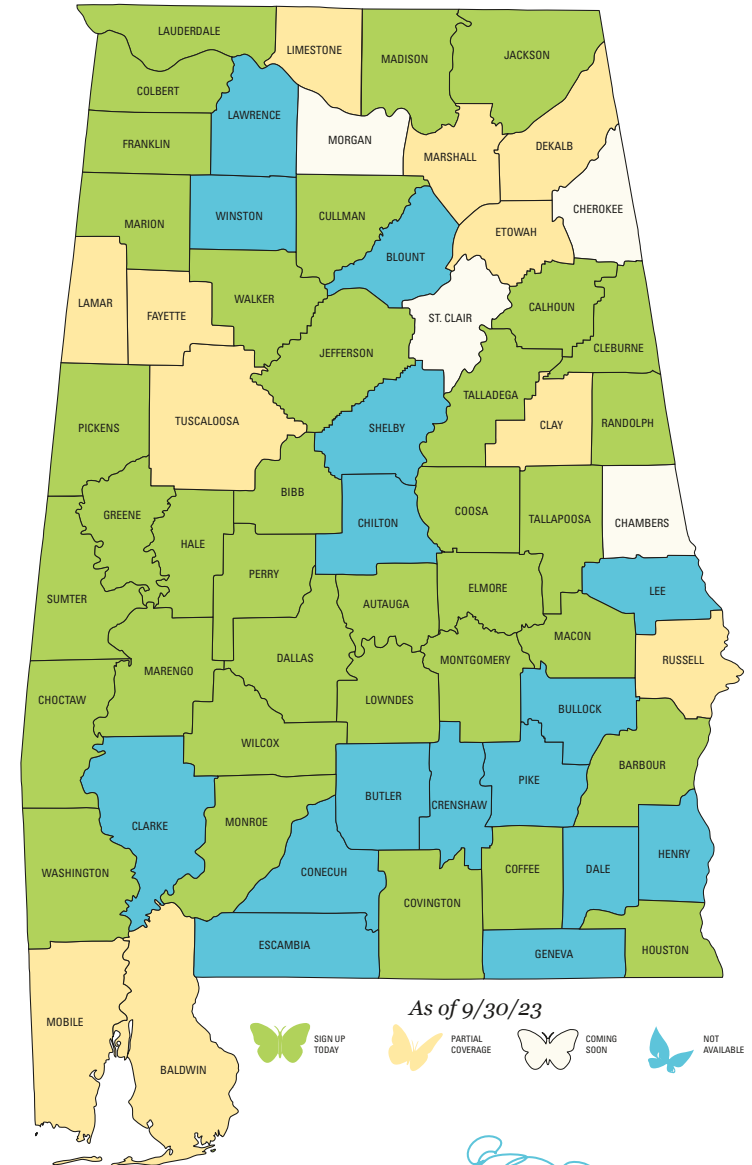 LAUDERDALE
LIMESTONE
MADISON
JACKSON
COLBERT
LAWRENCE
FRANKLIN
MORGAN
MARSHALL
DEKALB
CHEROKEE
MARION
WINSTON
CULLMAN
ETOWAH
BLOUNT
LAMAR
FAYETTE
WALKER
ST. CLAIR
CALHOUN
CLEBURNE
JEFFERSON
TALLADEGA
PICKENS
TUSCALOOSA
SHELBY
CLAY
RANDOLPH
BIBB
GREENE
HALE
CHILTON
COOSA
TALLAPOOSA
CHAMBERS
SUMTER
PERRY
AUTAUGA
ELMORE
LEE
MACON
RUSSELL
CHOCTAW
MARENGO
DALLAS
LOWNDES
MONTGOMERY
BULLOCK
WILCOX
BARBOUR
CLARKE
MONROE
BUTLER
CRENSHAW
PIKE
WASHINGTON
CONECUH
COVINGTON
COFFEE
DALE
HENRY
ESCAMBIA
GENEVA
HOUSTON
MOBILE
BALDWIN
As of 9/30/23
SIGN UP
TODAY
PARTIAL
COVERAGE
COMING
SOON
NOT
AVAILABLE